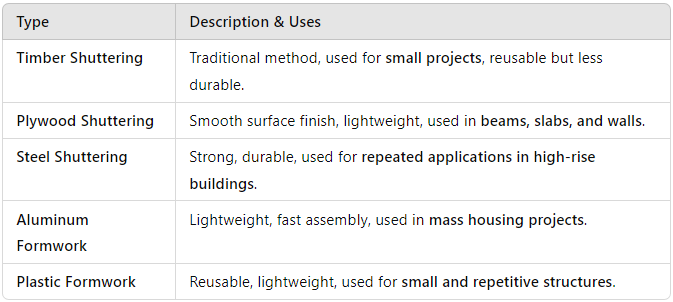 Type Description & Uses
Timber Shuttering Traditional method, used for small projects, reusable but less
durable.
Plywood Shuttering Smooth surface finish, lightweight, used in beams, slabs, and walls.
Steel Shuttering Strong, durable, used for repeated applications in high-rise
buildings.
Aluminum Lightweight, fast assembly, used in mass housing projects.
Formwork
Plastic Formwork Reusable, lightweight, used for small and repetitive structures.